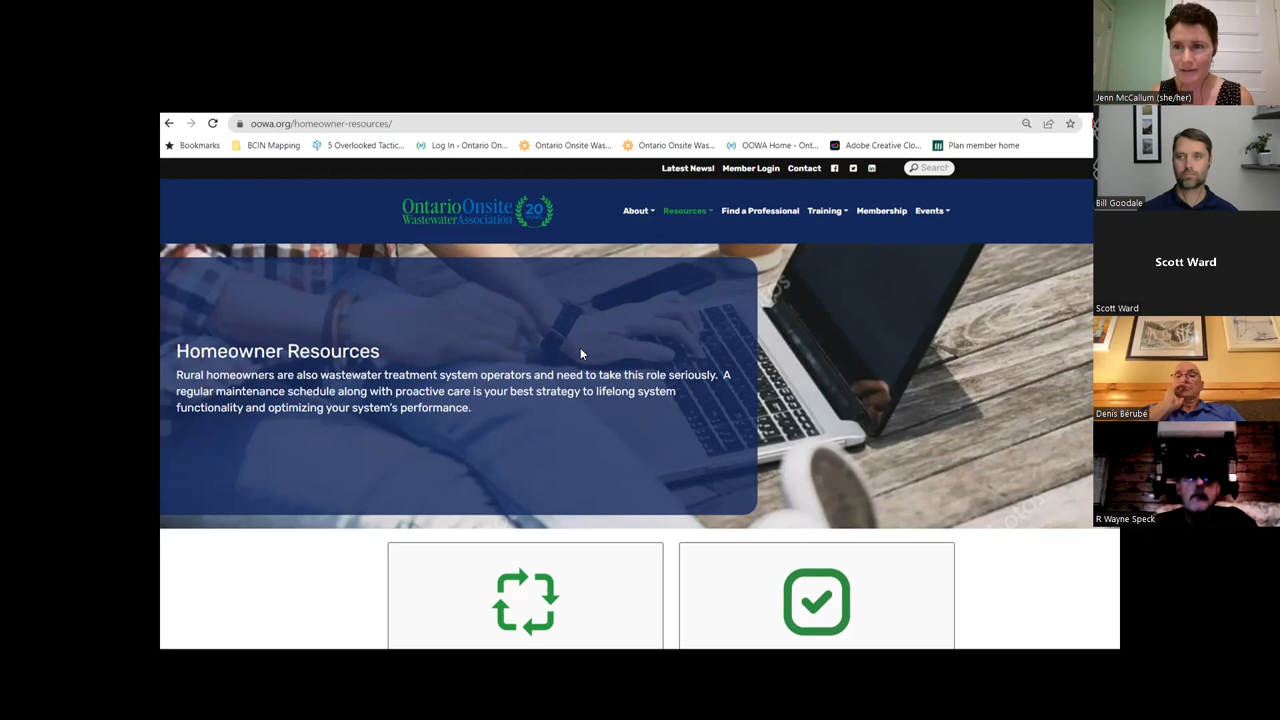 oowa.org/homeowner-resources/
Bookmarks BCIN Mapping 5 Overlooked Tactic... Log In ‹ Ontario On... Ontario Onsite Was... Ontario Onsite Was... OOWA Home - Ont... Adobe Creative Clo... Plan member home
Latest News! Member Login Contact Search
Ontario Onsite
Wastewater Association
20
YEARS
About Resources Find a Professional Training Membership Events
Homeowner Resources
Rural homeowners are also wastewater treatment system operators and need to take this role seriously. A
regular maintenance schedule along with proactive care is your best strategy to lifelong system
functionality and optimizing your system's performance.
Jenn McCallum (she/her)
Bill Goodale
Scott Ward
Scott Ward
Denis Bérubé
R Wayne Speck